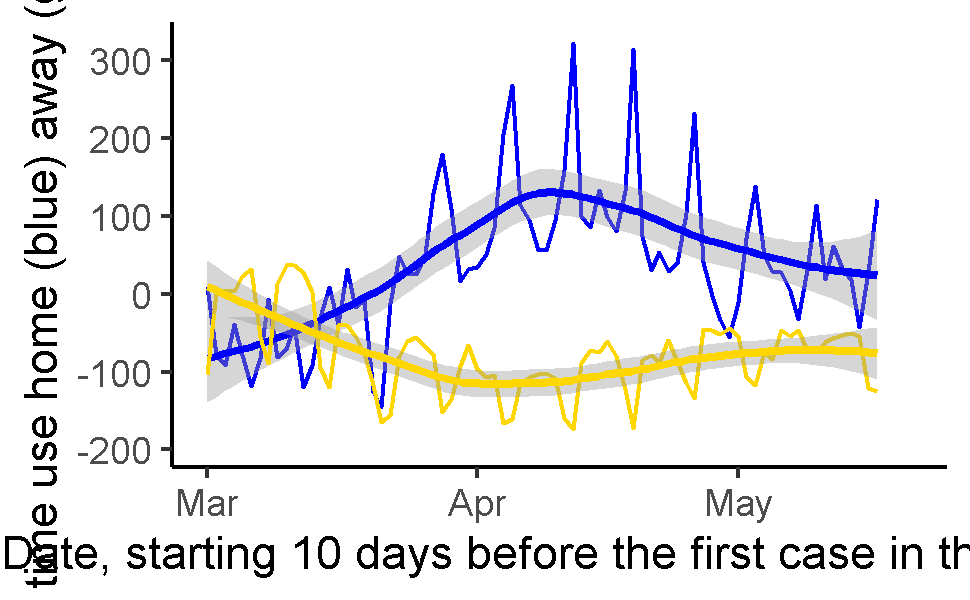 time use home (blue) away (
300
200
100
0
-100
-200
Mar Apr May
Date, starting 10 days before the first case in th